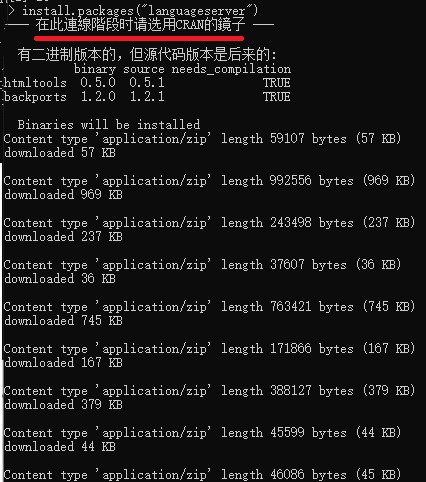 > install.packages("languageserver")
—— 在此連線階段时请选用CRAN的鏡子 ——
有二进制版本的，但源代码版本是后来的:
binary source needs_compilation
htmltools 0.5.0 0.5.1 TRUE
backports 1.2.0 1.2.1 TRUE
Binaries will be installed
Content type 'application/zip' length 59107 bytes (57 KB)
downloaded 57 KB
Content type 'application/zip' length 992556 bytes (969 KB)
downloaded 969 KB
Content type 'application/zip' length 243498 bytes (237 KB)
downloaded 237 KB
Content type 'application/zip' length 37607 bytes (36 KB)
downloaded 36 KB
Content type 'application/zip' length 763421 bytes (745 KB)
downloaded 745 KB
Content type 'application/zip' length 171866 bytes (167 KB)
downloaded 167 KB
Content type 'application/zip' length 388127 bytes (379 KB)
downloaded 379 KB
Content type 'application/zip' length 45599 bytes (44 KB)
downloaded 44 KB
Content type 'application/zip' length 46086 bytes (45 KB)